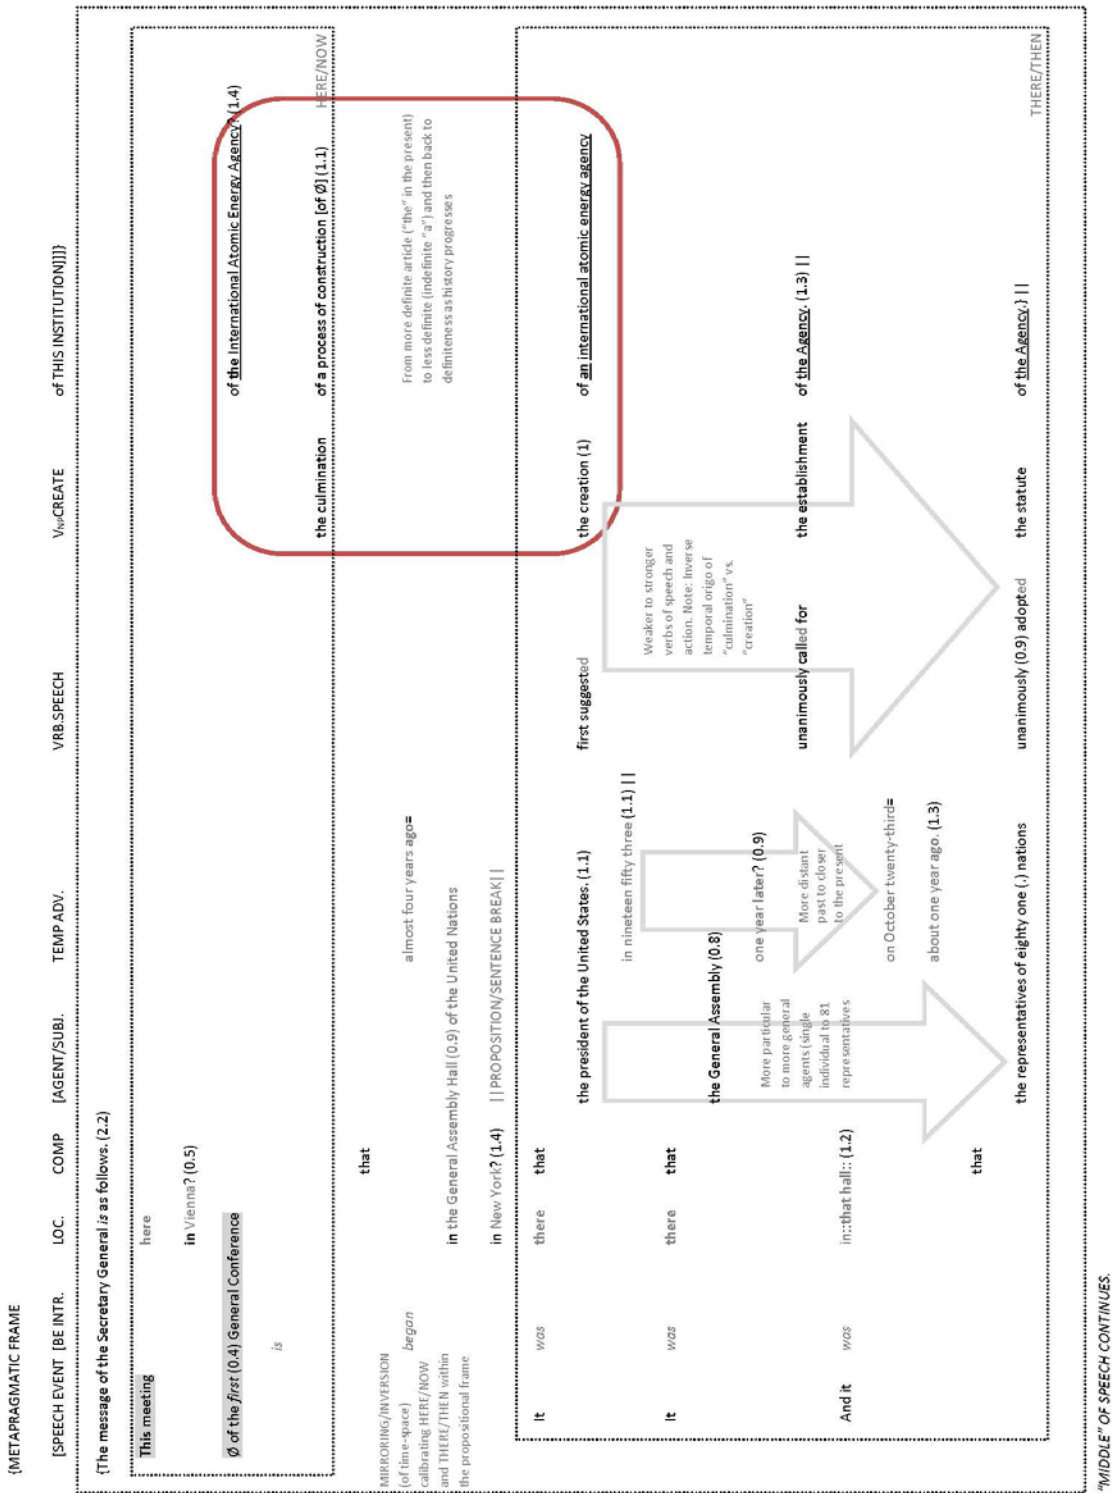 {METAPRAGMATIC FRAME
[SPEECH EVENT [BE INTR. LOC. COMP [AGENT/SUBJ. TEMP ADV. VRB.SPEECH VNPCREATE of THIS INSTITUTION]]]}
{The message of the Secretary General is as follows. (2.2)
This meeting here
in Vienna? (0.5)
Ø of the first (0.4) General Conference of the International Atomic Energy Agency? (1.4)
is the culmination of a process of construction [of Ø] (1.1)
HERE/NOW
that
MIRRORING/INVERSION
(of time-space)
calibrating HERE/NOW
and THERE/THEN within
the propositional frame
began almost four years ago=
From more definite article ("the" in the present)
to less definite (indefinite "a") and then back to
definiteness as history progresses
in the General Assembly Hall (0.9) of the United Nations
in New York? (1.4) ||PROPOSITION/SENTENCE BREAK||
It was there that the president of the United States. (1.1) first suggested the creation (1) of an international atomic energy agency
in nineteen fifty three (1.1) ||
Weaker to stronger
verbs of speech and
action. Note: Inverse
temporal origo of
"culmination" vs.
"creation"
It was there that
the General Assembly (0.8)
one year later? (0.9)
unanimously called for the establishment of the Agency. (1.3) ||
More particular
to more general
agents (single
individual to 81
representatives
More distant
past to closer
to the present
And it was in::that hall:: (1.2)
on October twenty-third=
about one year ago. (1.3)
that
the representatives of eighty one (.) nations unanimously (0.9) adopted the statute of the Agency.} ||
THERE/THEN
"MIDDLE" OF SPEECH CONTINUES.